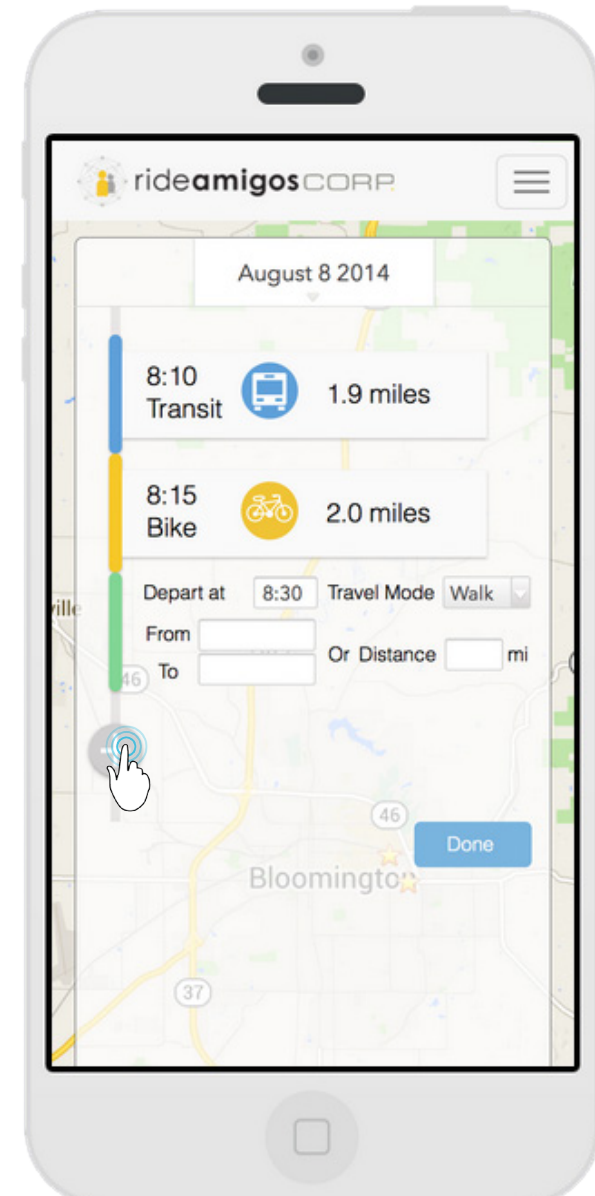 rideamigos CORP.
August 8 2014
8:10
Transit
1.9 miles
8:15
Bike
2.0 miles
Depart at 8:30 Travel Mode Walk
ville
From
Or Distance mi
To
46
46
Done
Bloomington
37